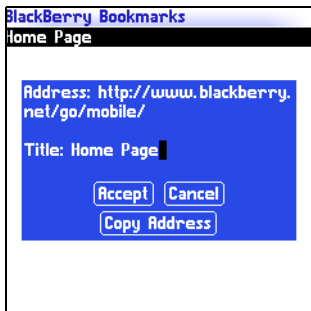 BlackBerry Bookmarks
Home Page
Address: http://www.blackberry.
net/go/mobile/
Title: Home Page
Accept Cancel
Copy Address